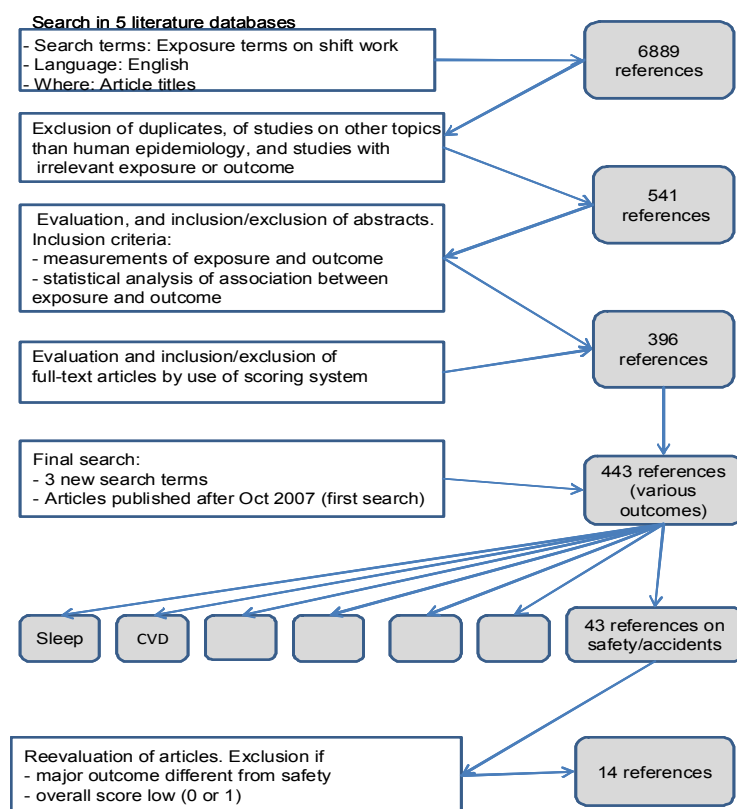 Search in 5 literature databases
- Search terms: Exposure terms on shift work
- Language: English
- Where: Article titles
6889
references
Exclusion of duplicates, of studies on other topics
than human epidemiology, and studies with
irrelevant exposure or outcome
541
references
Evaluation, and inclusion/exclusion of abstracts.
Inclusion criteria:
- measurements of exposure and outcome
- statistical analysis of association between
exposure and outcome
396
references
Evaluation and inclusion/exclusion of
full-text articles by use of scoring system
Final search:
- 3 new search terms
- Articles published after Oct 2007 (first search)
443 references
(various
outcomes)
Sleep
CVD
43 references on
safety/accidents
Reevaluation of articles. Exclusion if
- major outcome different from safety
- overall score low (0 or 1)
14 references